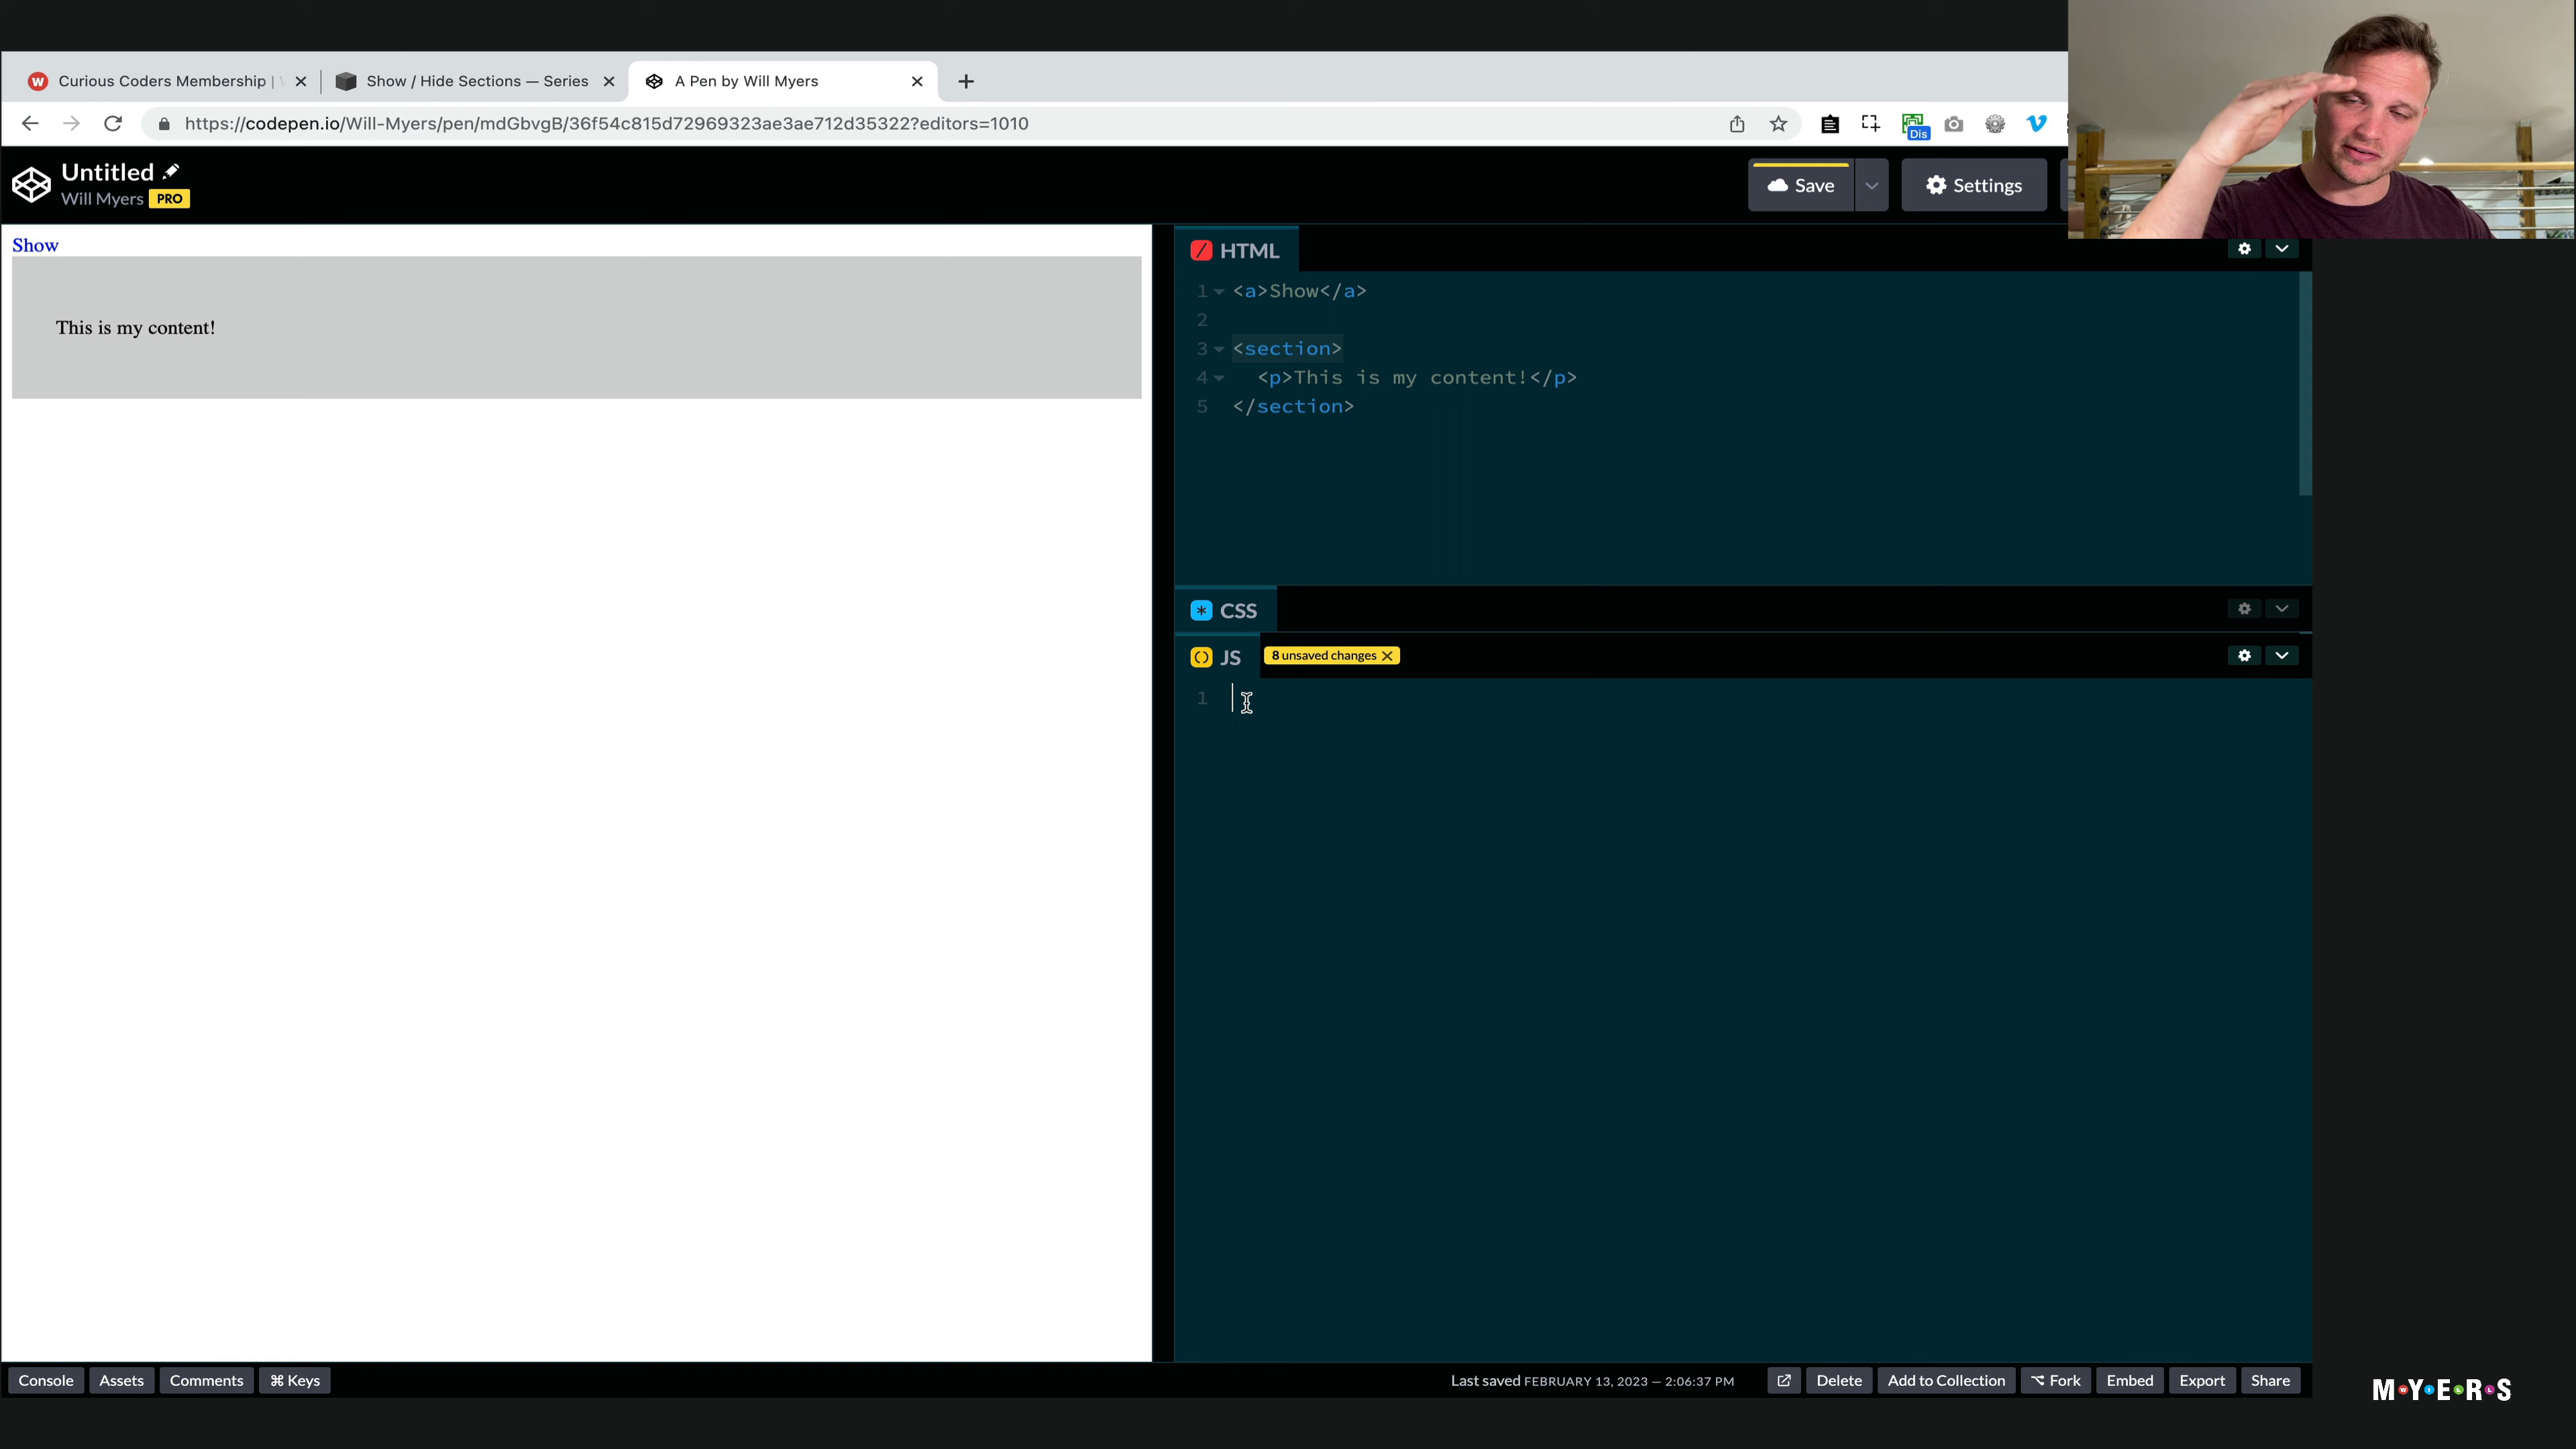 Curious Coders Membership |
Show / Hide Sections — Series
A Pen by Will Myers
https://codepen.io/Will-Myers/pen/mdGbvgB/36f54c815d72969323ae3ae712d35322?editors=1010
Dis
Untitled
Will Myers PRO
Save
Settings
Show
This is my content!
HTML
1 <a>Show</a>
2
3 <section>
4 <p>This is my content!</p>
5 </section>
CSS
JS
8 unsaved changes
1
Console
Assets
Comments
⌘ Keys
Last saved FEBRUARY 13, 2023 — 2:06:37 PM
Delete
Add to Collection
Fork
Embed
Export
Share
M•Y•E•R•S